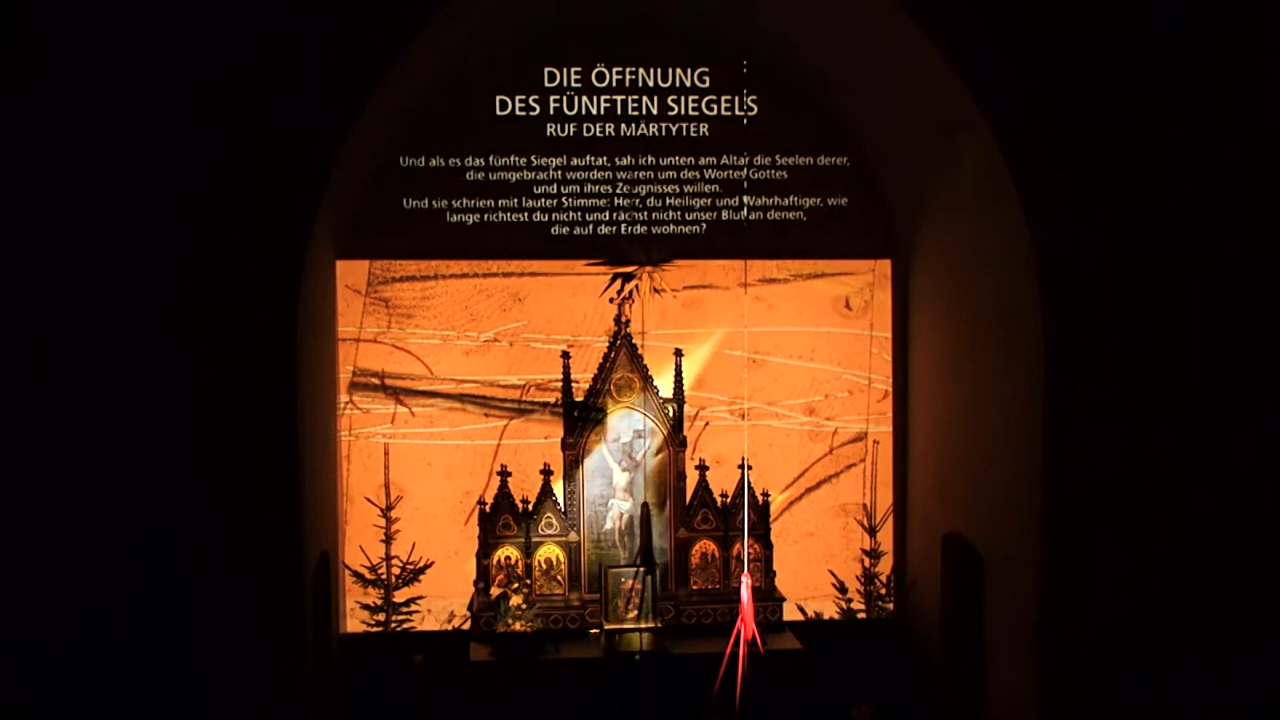 DIE ÖFFNUNG
DES FÜNFTEN SIEGELS
RUF DER MÄRTYTER
Und als es das fünfte Siegel auftat, sah ich unten am Altar die Seelen derer,
die umgebracht worden waren um des Wortes Gottes
und um ihres Zeugnisses willen.
Und sie schrien mit lauter Stimme: Herr, du Heiliger und Wahrhaftiger, wie
lange richtest du nicht und rächst nicht unser Blut an denen,
die auf der Erde wohnen?